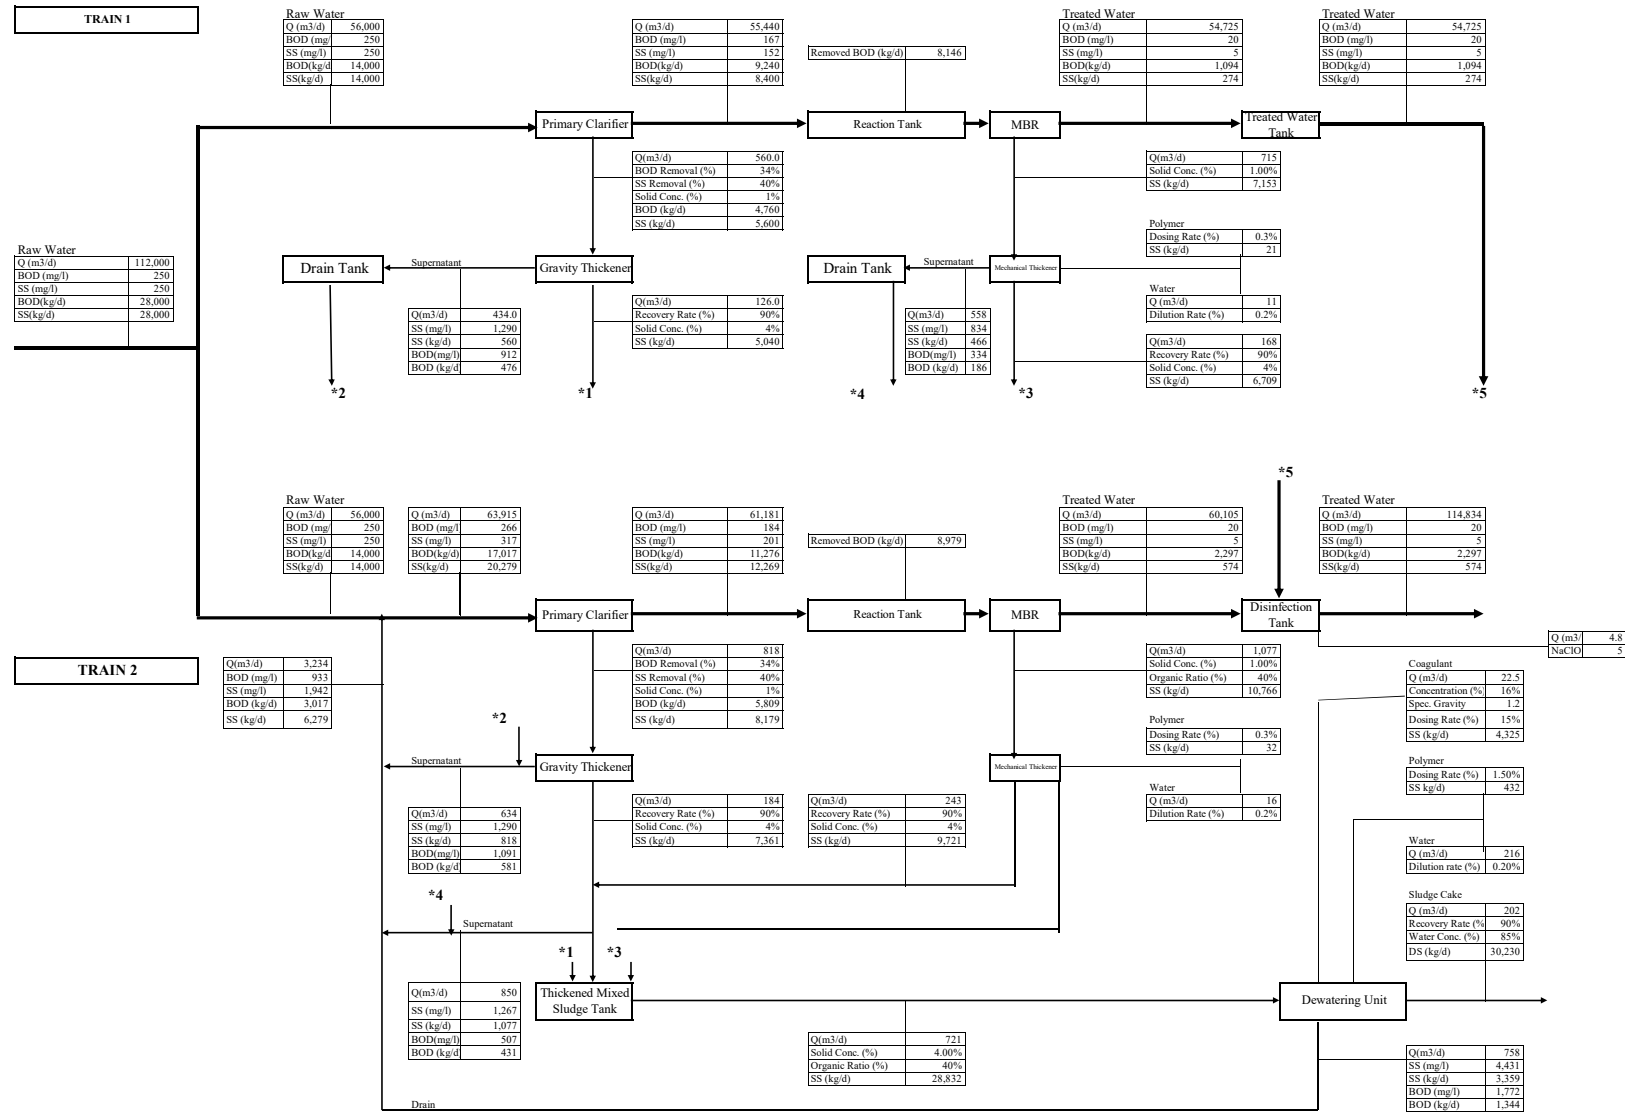 TRAIN 1
Raw Water
Q (m3/d) 56,000
BOD (mg/ 250
SS (mg/l) 250
BOD(kg/d 14,000
SS(kg/d) 14,000
Q (m3/d) 55,440
BOD (mg/l) 167
SS (mg/l) 152
BOD(kg/d) 9,240
SS(kg/d) 8,400
Removed BOD (kg/d) 8,146
Treated Water
Q (m3/d) 54,725
BOD (mg/l) 20
SS (mg/l) 5
BOD(kg/d) 1,094
SS(kg/d) 274
Treated Water
Q (m3/d) 54,725
BOD (mg/l) 20
SS (mg/l) 5
BOD(kg/d) 1,094
SS(kg/d) 274
Primary Clarifier
Reaction Tank
MBR
Treated Water
Tank
Q(m3/d) 560.0
BOD Removal (%) 34%
SS Removal (%) 40%
Solid Conc. (%) 1%
BOD (kg/d) 4,760
SS (kg/d) 5,600
Q(m3/d) 715
Solid Conc. (%) 1.00%
SS (kg/d) 7,153
Polymer
Dosing Rate (%) 0.3%
SS (kg/d) 21
Raw Water
Q (m3/d) 112,000
BOD (mg/l) 250
SS (mg/l) 250
BOD(kg/d) 28,000
SS(kg/d) 28,000
Drain Tank
Supernatant
Gravity Thickener
Drain Tank
Supernatant
Mechanical Thickener
Water
Q (m3/d) 11
Dilution Rate (%) 0.2%
Q(m3/d) 434.0
SS (mg/l) 1,290
SS (kg/d) 560
BOD(mg/l) 912
BOD (kg/d 476
Q(m3/d) 126.0
Recovery Rate (%) 90%
Solid Conc. (%) 4%
SS (kg/d) 5,040
Q(m3/d) 558
SS (mg/l) 834
SS (kg/d) 466
BOD(mg/l) 334
BOD (kg/d) 186
Q(m3/d) 168
Recovery Rate (%) 90%
Solid Conc. (%) 4%
SS (kg/d) 6,709
*2
*1
*4
*3
*5
*5
Raw Water
Q (m3/d) 56,000
BOD (mg/ 250
SS (mg/l) 250
BOD(kg/d 14,000
SS(kg/d) 14,000
Q (m3/d) 63,915
BOD (mg/l 266
SS (mg/l) 317
BOD(kg/d) 17,017
SS(kg/d) 20,279
Q (m3/d) 61,181
BOD (mg/l) 184
SS (mg/l) 201
BOD(kg/d) 11,276
SS(kg/d) 12,269
Removed BOD (kg/d) 8,979
Treated Water
Q (m3/d) 60,105
BOD (mg/l) 20
SS (mg/l) 5
BOD(kg/d) 2,297
SS(kg/d) 574
Treated Water
Q (m3/d) 114,834
BOD (mg/l) 20
SS (mg/l) 5
BOD(kg/d) 2,297
SS(kg/d) 574
Primary Clarifier
Reaction Tank
MBR
Disinfection
Tank
Q (m3/ 4.8
NaClO 5
TRAIN 2
Q(m3/d) 3,234
BOD (mg/l) 933
SS (mg/l) 1,942
BOD (kg/d) 3,017
SS (kg/d) 6,279
Q(m3/d) 818
BOD Removal (%) 34%
SS Removal (%) 40%
Solid Conc. (%) 1%
BOD (kg/d) 5,809
SS (kg/d) 8,179
Q(m3/d) 1,077
Solid Conc. (%) 1.00%
Organic Ratio (%) 40%
SS (kg/d) 10,766
Coagulant
Q (m3/d) 22.5
Concentration (% 16%
Spec. Gravity 1.2
Dosing Rate (%) 15%
SS (kg/d) 4,325
*2
Polymer
Dosing Rate (%) 0.3%
SS (kg/d) 32
Supernatant
Gravity Thickener
Mechanical Thickener
Polymer
Dosing Rate (%) 1.50%
SS kg/d) 432
Water
Q (m3/d) 16
Dilution Rate (%) 0.2%
Q(m3/d) 634
SS (mg/l) 1,290
SS (kg/d) 818
BOD(mg/l) 1,091
BOD (kg/d 581
Q(m3/d) 184
Recovery Rate (%) 90%
Solid Conc. (%) 4%
SS (kg/d) 7,361
Q(m3/d) 243
Recovery Rate (%) 90%
Solid Conc. (%) 4%
SS (kg/d) 9,721
Water
Q (m3/d) 216
Dilution rate (%) 0.20%
*4
Supernatant
Sludge Cake
Q (m3/d) 202
Recovery Rate (% 90%
Water Conc. (%) 85%
DS (kg/d) 30,230
*1
*3
Thickened Mixed
Sludge Tank
Dewatering Unit
Q(m3/d) 850
SS (mg/l) 1,267
SS (kg/d) 1,077
BOD(mg/l) 507
BOD (kg/d 431
Q(m3/d) 721
Solid Conc. (%) 4.00%
Organic Ratio (%) 40%
SS (kg/d) 28,832
Q(m3/d) 758
SS (mg/l) 4,431
SS (kg/d) 3,359
BOD (mg/l) 1,772
BOD (kg/d) 1,344
Drain